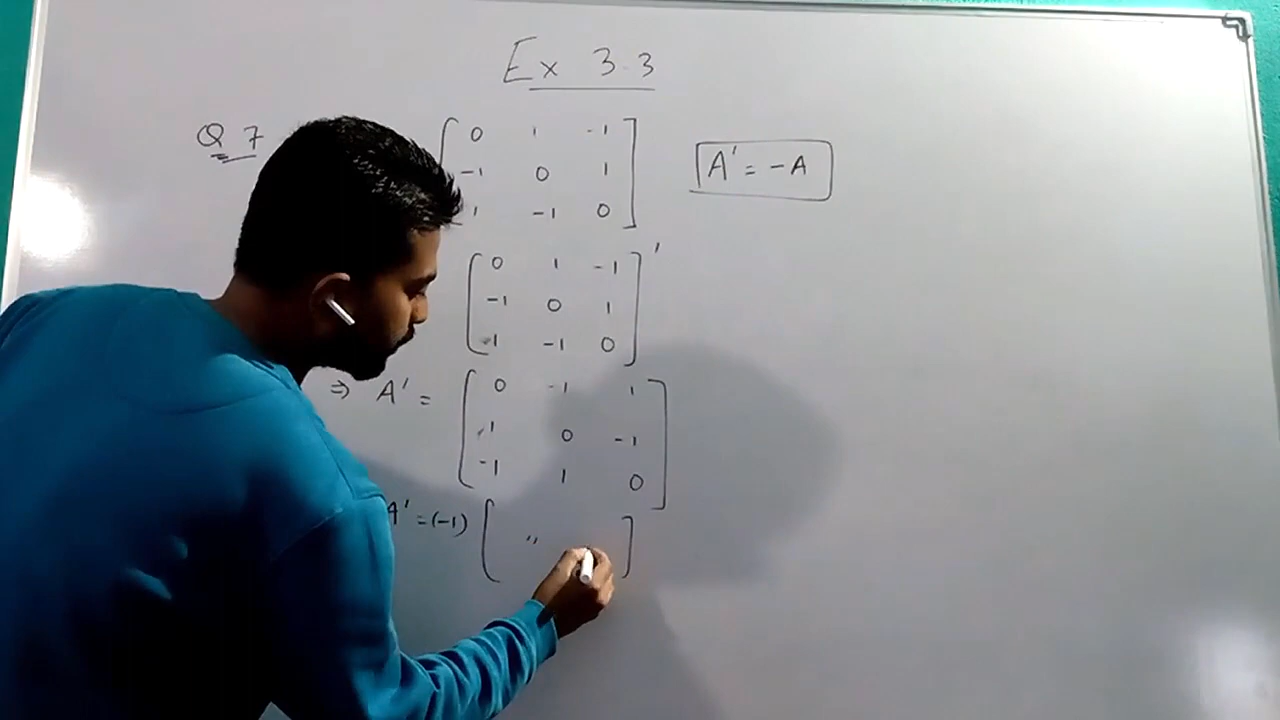 Ex 3.3
Q 7
0 1 -1
-1 0 1
1 -1 0
A' = -A
0 1 -1 '
-1 0 1
1 -1 0
⇒ A' = 0 -1 1
1 0 -1
-1 1 0
A' = (-1) [ " ]